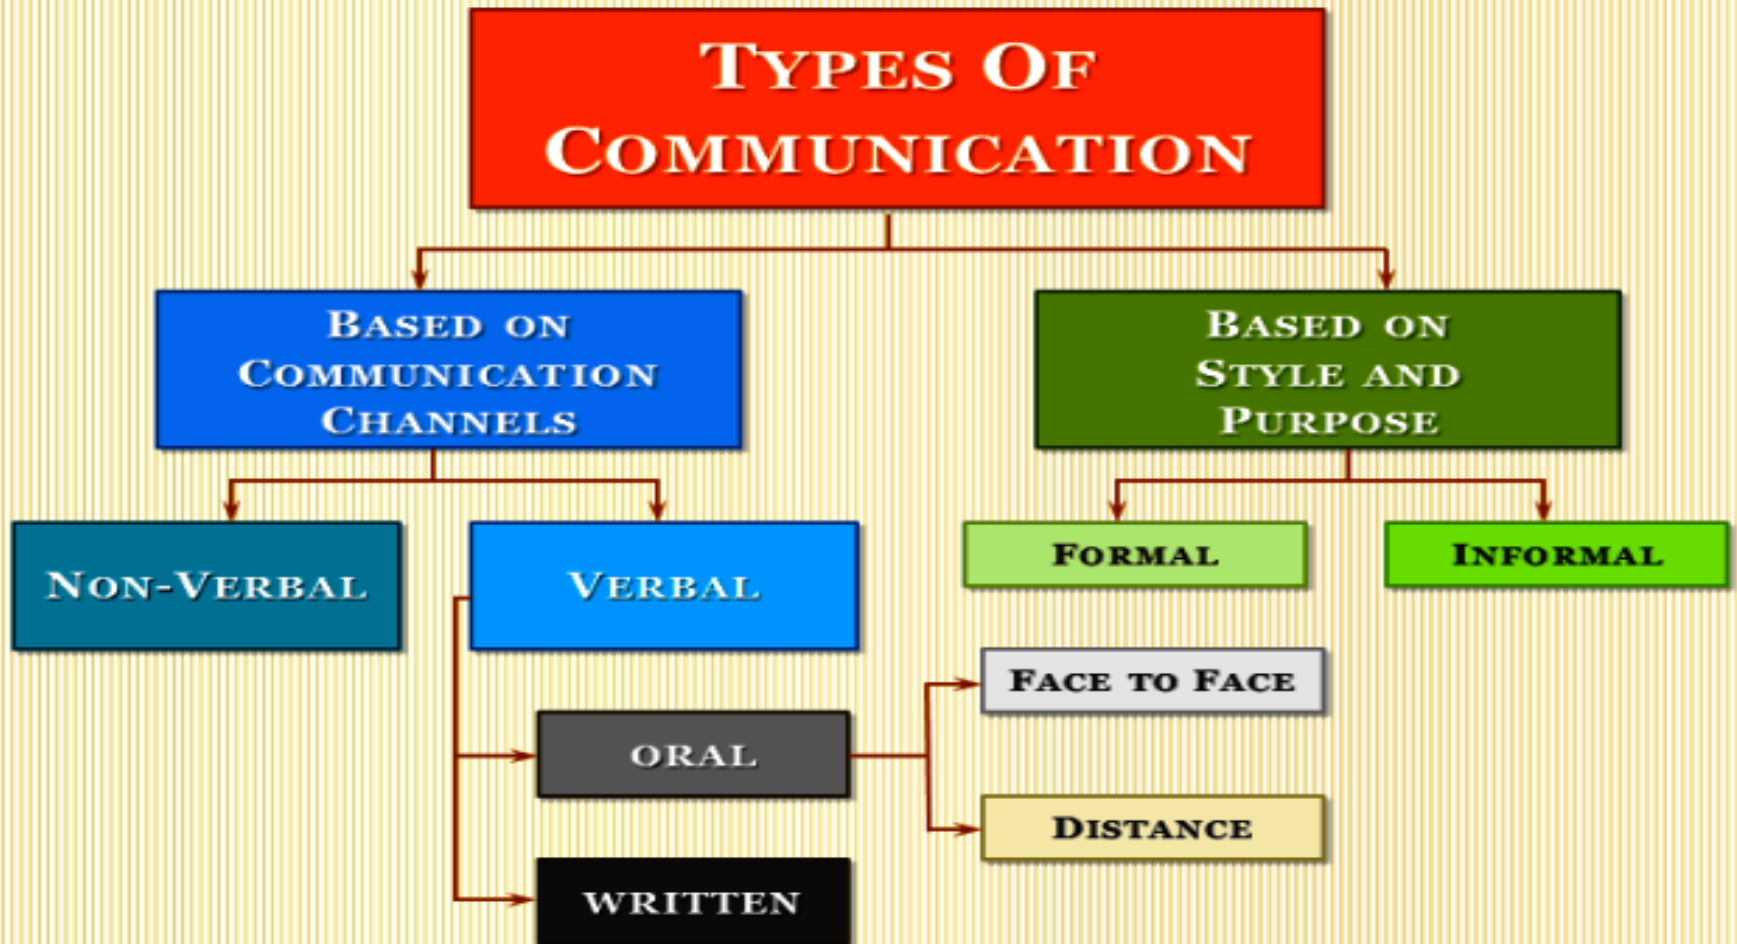 TYPES OF
COMMUNICATION
BASED ON
COMMUNICATION
CHANNELS
BASED ON
STYLE AND
PURPOSE
NON-VERBAL
VERBAL
FORMAL
INFORMAL
FACE TO FACE
ORAL
DISTANCE
WRITTEN